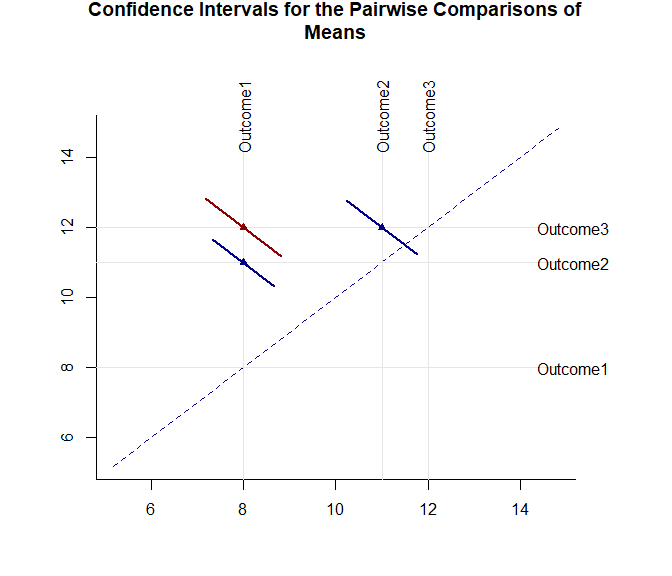 Confidence Intervals for the Pairwise Comparisons of
Means
Outcome1
Outcome2
Outcome3
14
12
10
8
6
Outcome3
Outcome2
Outcome1
6
8
10
12
14